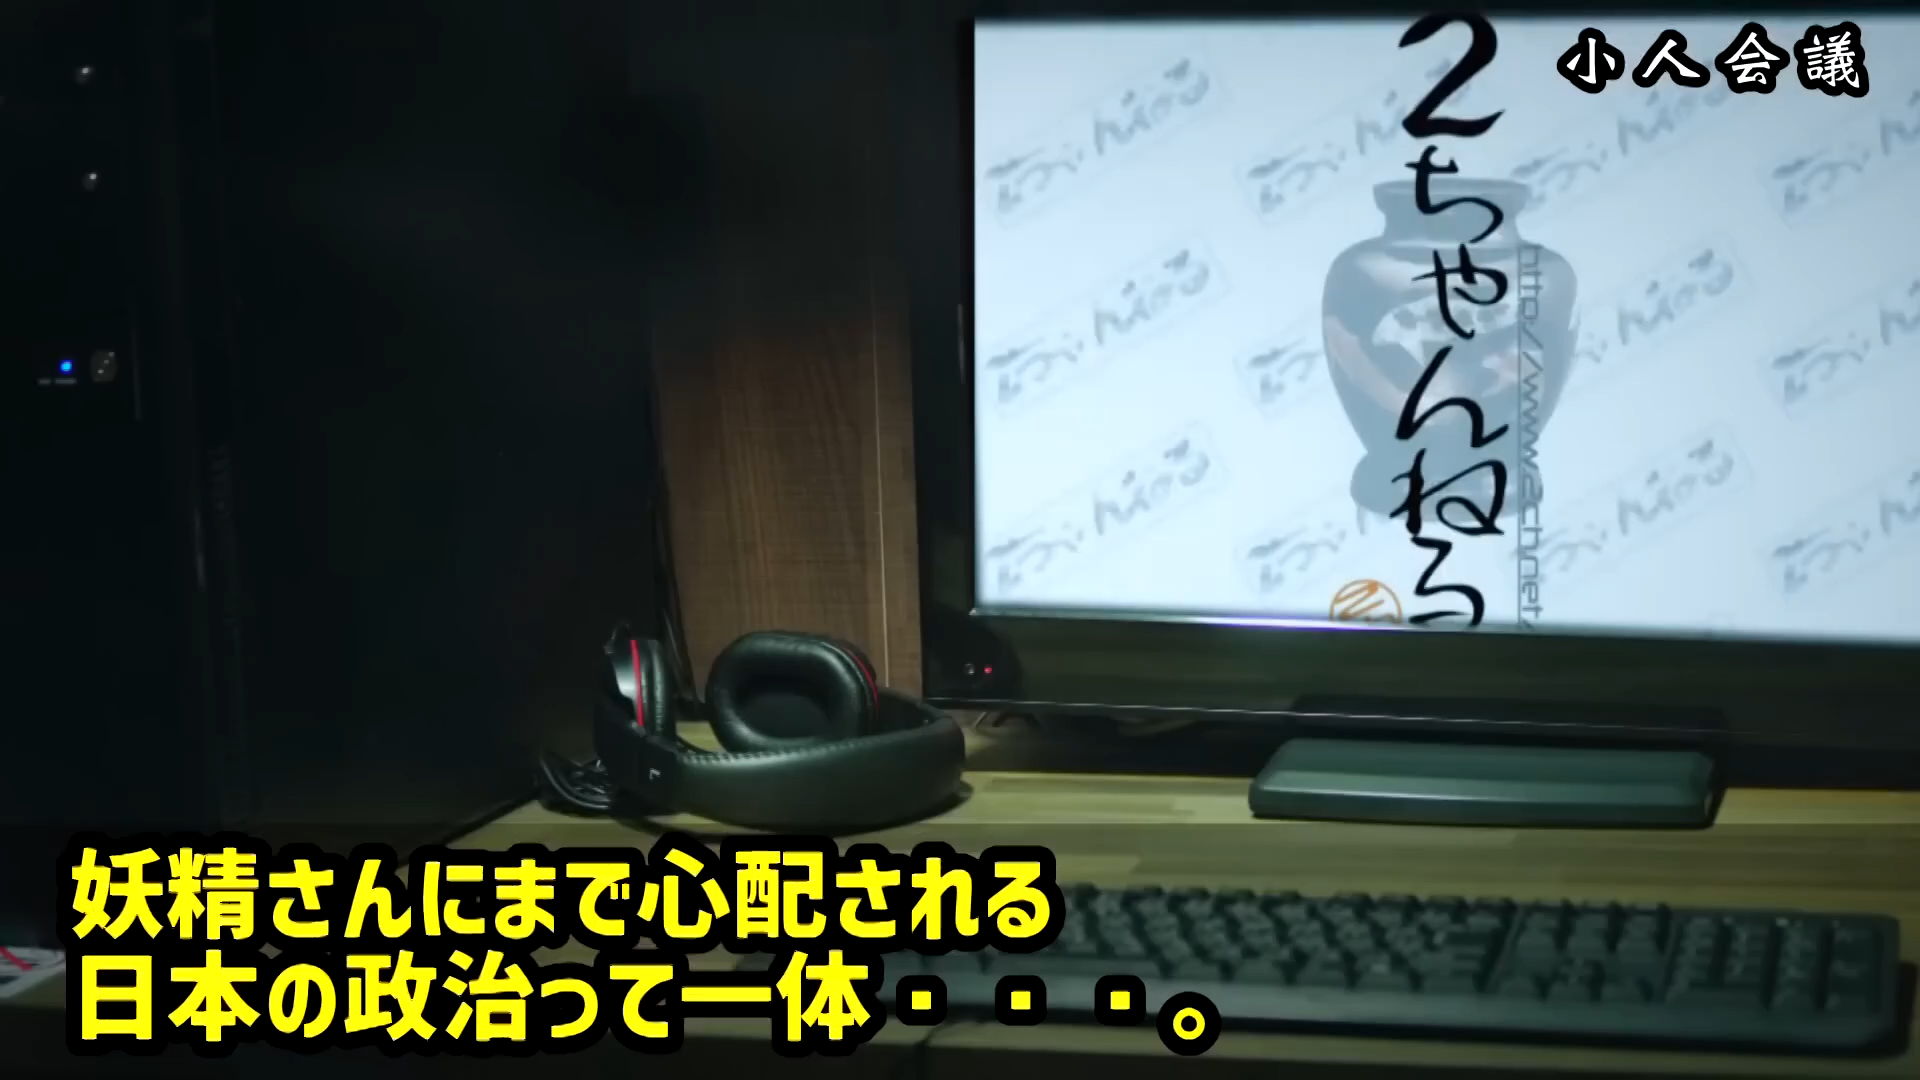 小人会議
2ちゃんねる
http://www.2ch.net/
妖精さんにまで心配される
日本の政治って一体・・・。